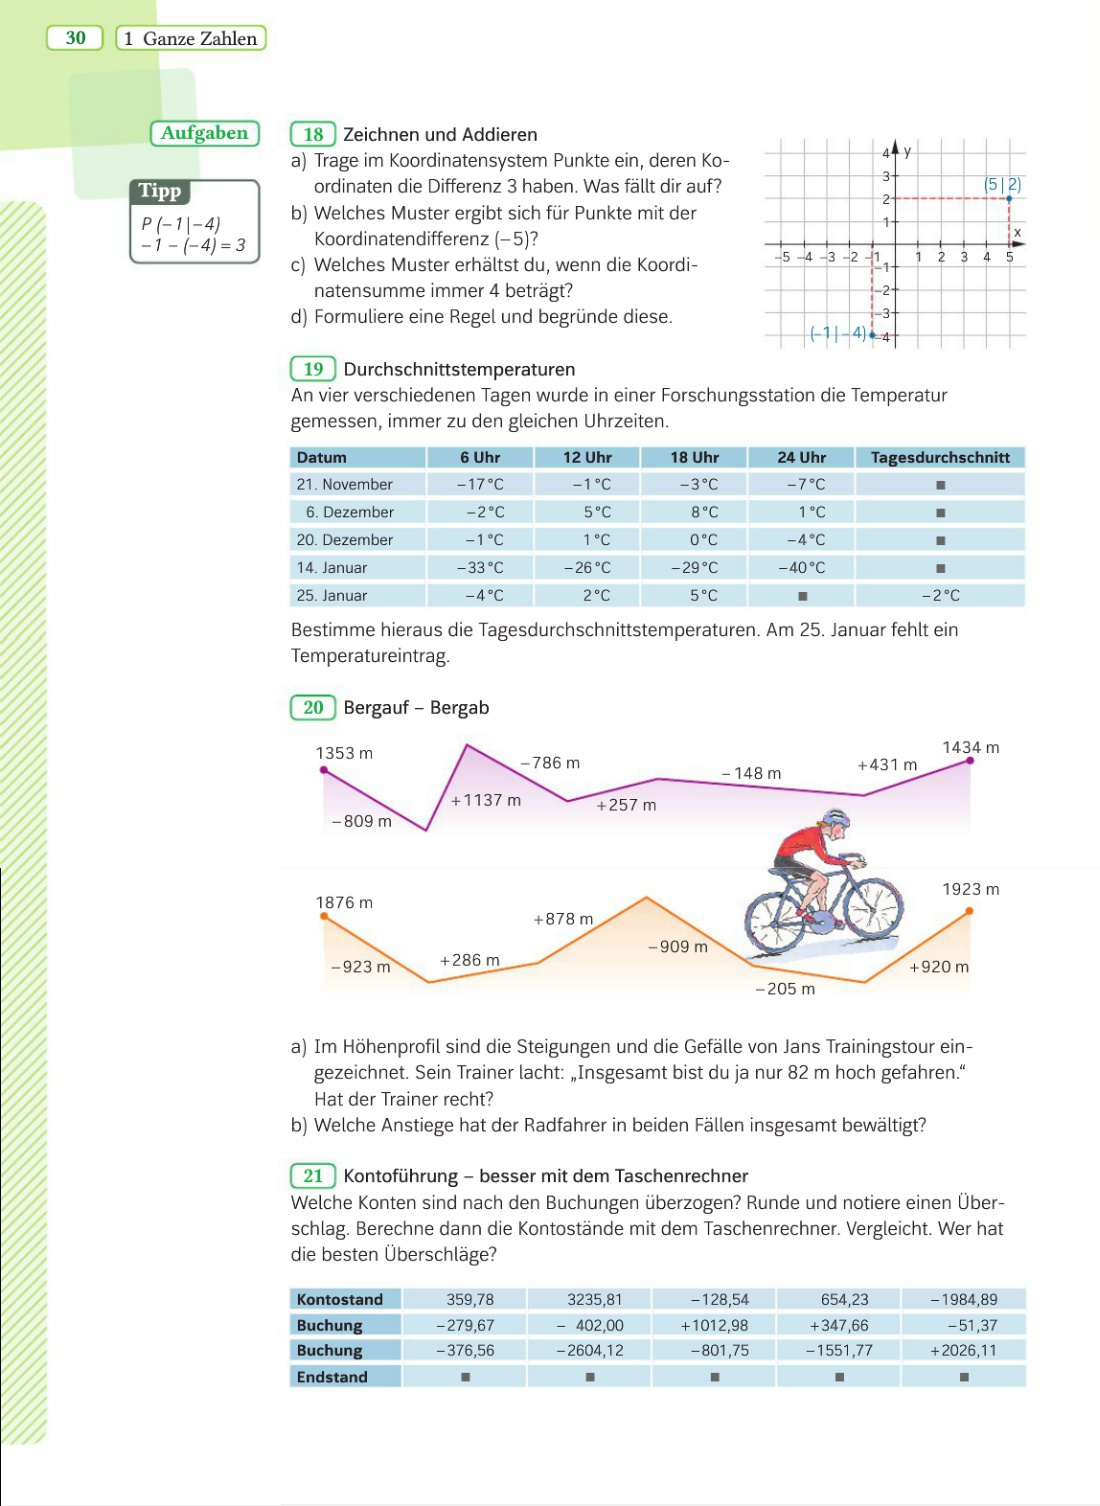 30
1 Ganze Zahlen
Aufgaben
Tipp
P (−1|−4)
−1 − (−4) = 3
18 Zeichnen und Addieren
a) Trage im Koordinatensystem Punkte ein, deren Ko-
ordinaten die Differenz 3 haben. Was fällt dir auf?
b) Welches Muster ergibt sich für Punkte mit der
Koordinatendifferenz (−5)?
c) Welches Muster erhältst du, wenn die Koordi-
natensumme immer 4 beträgt?
d) Formuliere eine Regel und begründe diese.
4 y
3
(5|2)
2
1
x
−5 −4 −3 −2 −1 1 2 3 4 5
−1
−2
−3
(−1|−4) −4
19 Durchschnittstemperaturen
An vier verschiedenen Tagen wurde in einer Forschungsstation die Temperatur
gemessen, immer zu den gleichen Uhrzeiten.
Datum 6 Uhr 12 Uhr 18 Uhr 24 Uhr Tagesdurchschnitt
21. November −17 °C −1 °C −3 °C −7 °C ■
6. Dezember −2 °C 5 °C 8 °C 1 °C ■
20. Dezember −1 °C 1 °C 0 °C −4 °C ■
14. Januar −33 °C −26 °C −29 °C −40 °C ■
25. Januar −4 °C 2 °C 5 °C ■ −2 °C
Bestimme hieraus die Tagesdurchschnittstemperaturen. Am 25. Januar fehlt ein
Temperatureintrag.
20 Bergauf – Bergab
1353 m
−809 m
+1137 m
−786 m
+257 m
−148 m
+431 m
1434 m
1876 m
−923 m
+286 m
+878 m
−909 m
−205 m
+920 m
1923 m
a) Im Höhenprofil sind die Steigungen und die Gefälle von Jans Trainingstour ein-
gezeichnet. Sein Trainer lacht: „Insgesamt bist du ja nur 82 m hoch gefahren.“
Hat der Trainer recht?
b) Welche Anstiege hat der Radfahrer in beiden Fällen insgesamt bewältigt?
21 Kontoführung – besser mit dem Taschenrechner
Welche Konten sind nach den Buchungen überzogen? Runde und notiere einen Über-
schlag. Berechne dann die Kontostände mit dem Taschenrechner. Vergleicht. Wer hat
die besten Überschläge?
Kontostand 359,78 3235,81 −128,54 654,23 −1984,89
Buchung −279,67 − 402,00 +1012,98 +347,66 −51,37
Buchung −376,56 −2604,12 −801,75 −1551,77 +2026,11
Endstand ■ ■ ■ ■ ■